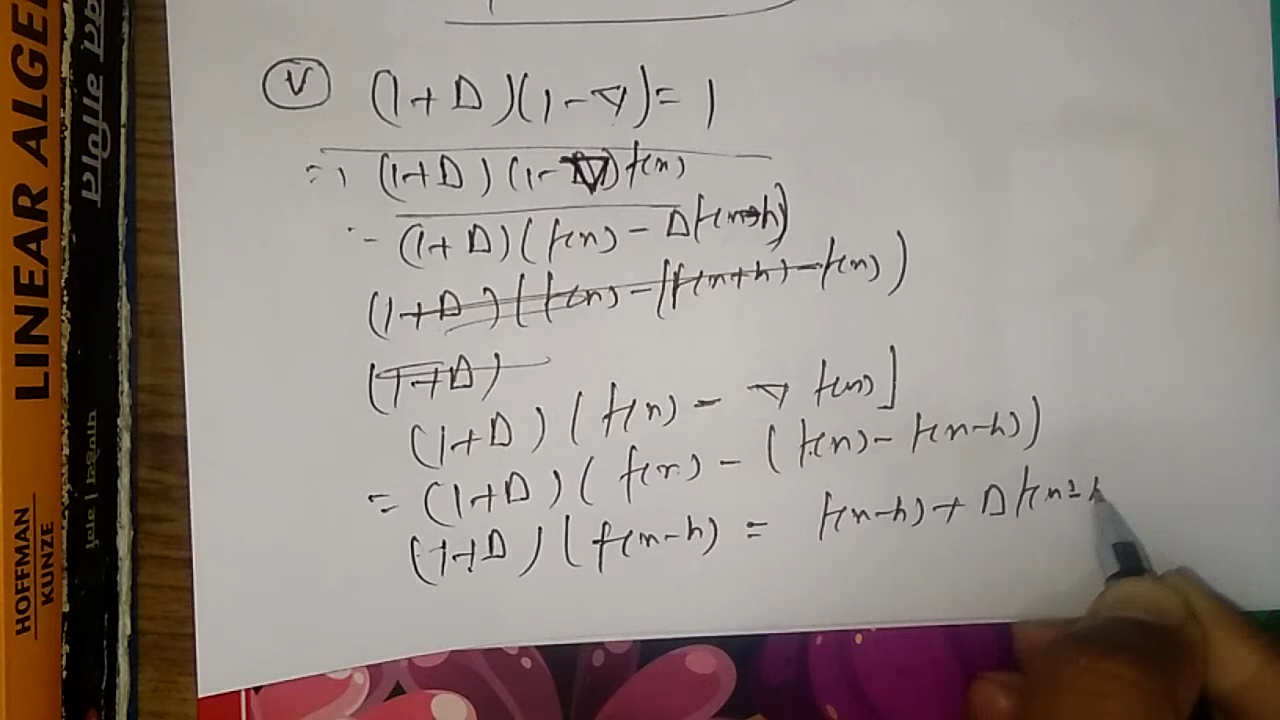 LINEAR ALGE
HOFFMAN
KUNZE
(V) (1+Δ)(1-∇)=1
=> (1+Δ)(1-∇)f(x)
= (1+Δ)(f(x) - Δf(x+h)
(1+Δ)(f(x) - (f(x+h) - f(x))
(1+Δ)
(1+Δ)(f(x) - ∇ f(x)]
= (1+Δ)(f(x) - (f(x) - f(x-h))
(1+Δ)(f(x-h) = f(x-h) + Δf(x-h